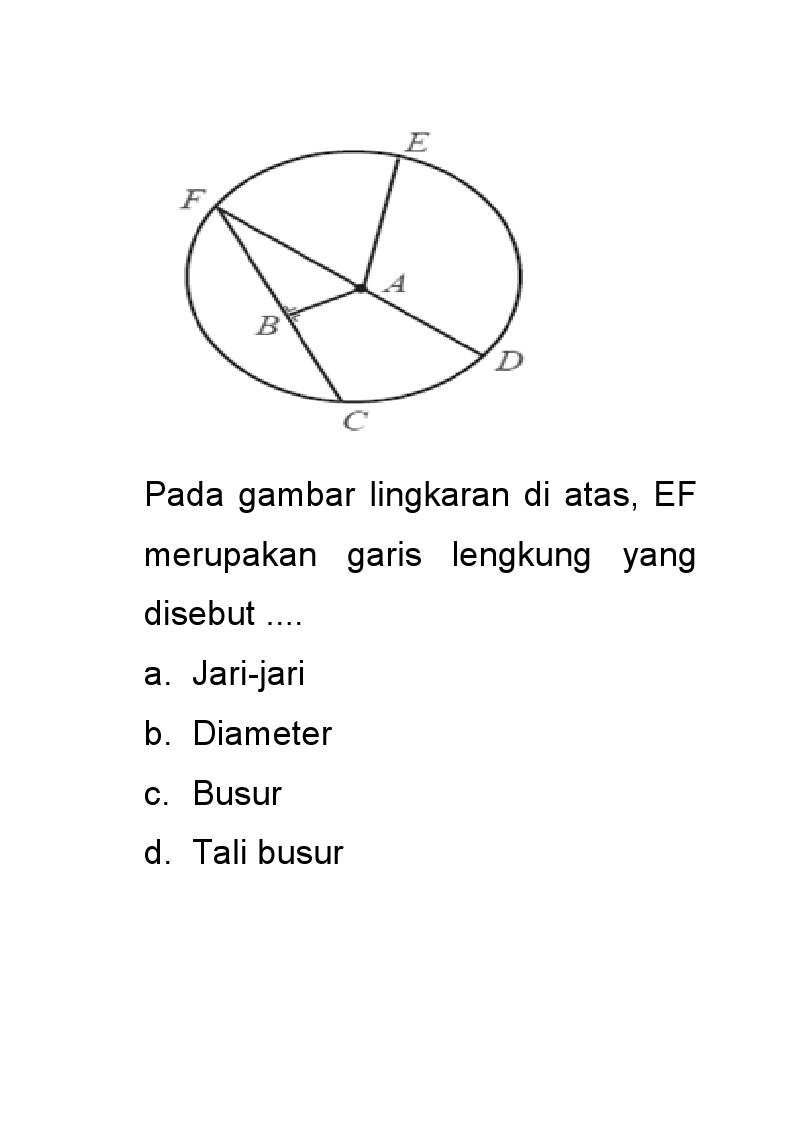 E
F
A
B
D
C
Pada gambar lingkaran di atas, EF
merupakan garis lengkung yang
disebut ....
a. Jari-jari
b. Diameter
c. Busur
d. Tali busur